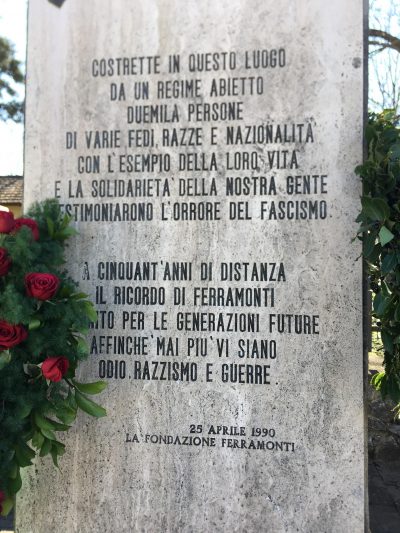 COSTRETTE IN QUESTO LUOGO
DA UN REGIME ABIETTO
DUEMILA PERSONE
DI VARIE FEDI, RAZZE E NAZIONALITÀ
CON L'ESEMPIO DELLA LORO VITA
E LA SOLIDARIETÀ DELLA NOSTRA GENTE
TESTIMONIARONO L'ORRORE DEL FASCISMO.
A CINQUANT'ANNI DI DISTANZA
IL RICORDO DI FERRAMONTI
PER LE GENERAZIONI FUTURE
AFFINCHE' MAI PIU' VI SIANO
ODIO, RAZZISMO E GUERRE.
25 APRILE 1990
LA FONDAZIONE FERRAMONTI